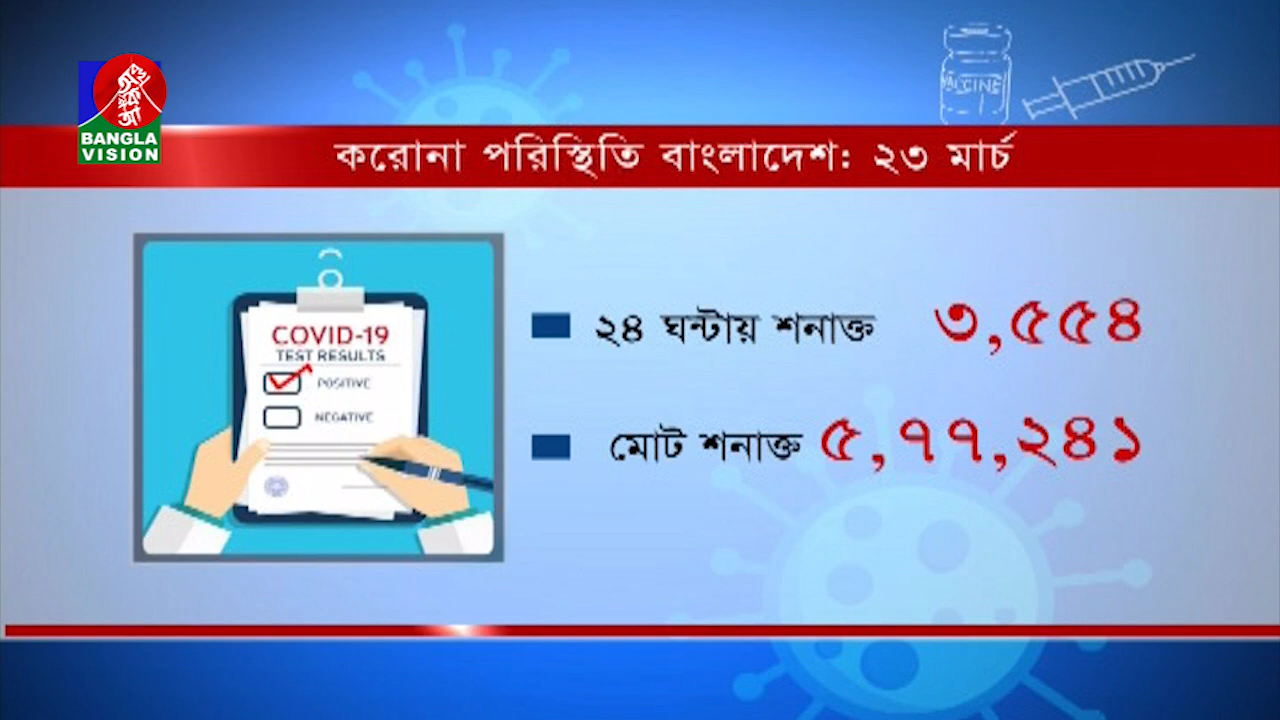 VACCINE
BANGLA
VISION
করোনা পরিস্থিতি বাংলাদেশ: ২৩ মার্চ
COVID-19
TEST RESULTS
POSITIVE
NEGATIVE
২৪ ঘন্টায় শনাক্ত ৩,৫৫৪
মোট শনাক্ত ৫,৭৭,২৪১